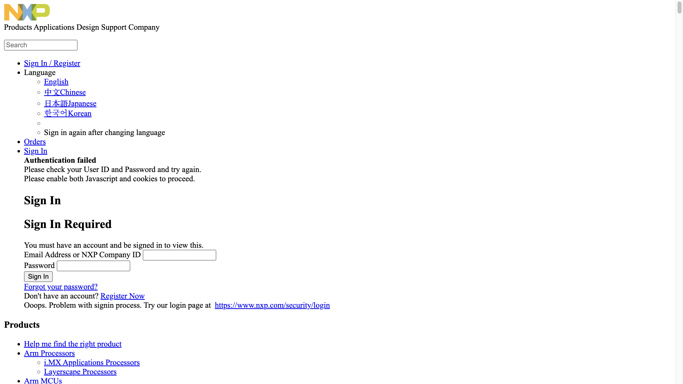 NXP
Products Applications Design Support Company
Search
Sign In / Register
Language
English
中文Chinese
日本語Japanese
한국어Korean
Sign in again after changing language
Orders
Sign In
Authentication failed
Please check your User ID and Password and try again.
Please enable both Javascript and cookies to proceed.
Sign In
Sign In Required
You must have an account and be signed in to view this.
Email Address or NXP Company ID
Password
Sign In
Forgot your password?
Don't have an account? Register Now
Ooops. Problem with signin process. Try our login page at https://www.nxp.com/security/login
Products
Help me find the right product
Arm Processors
i.MX Applications Processors
Layerscape Processors
Arm MCUs